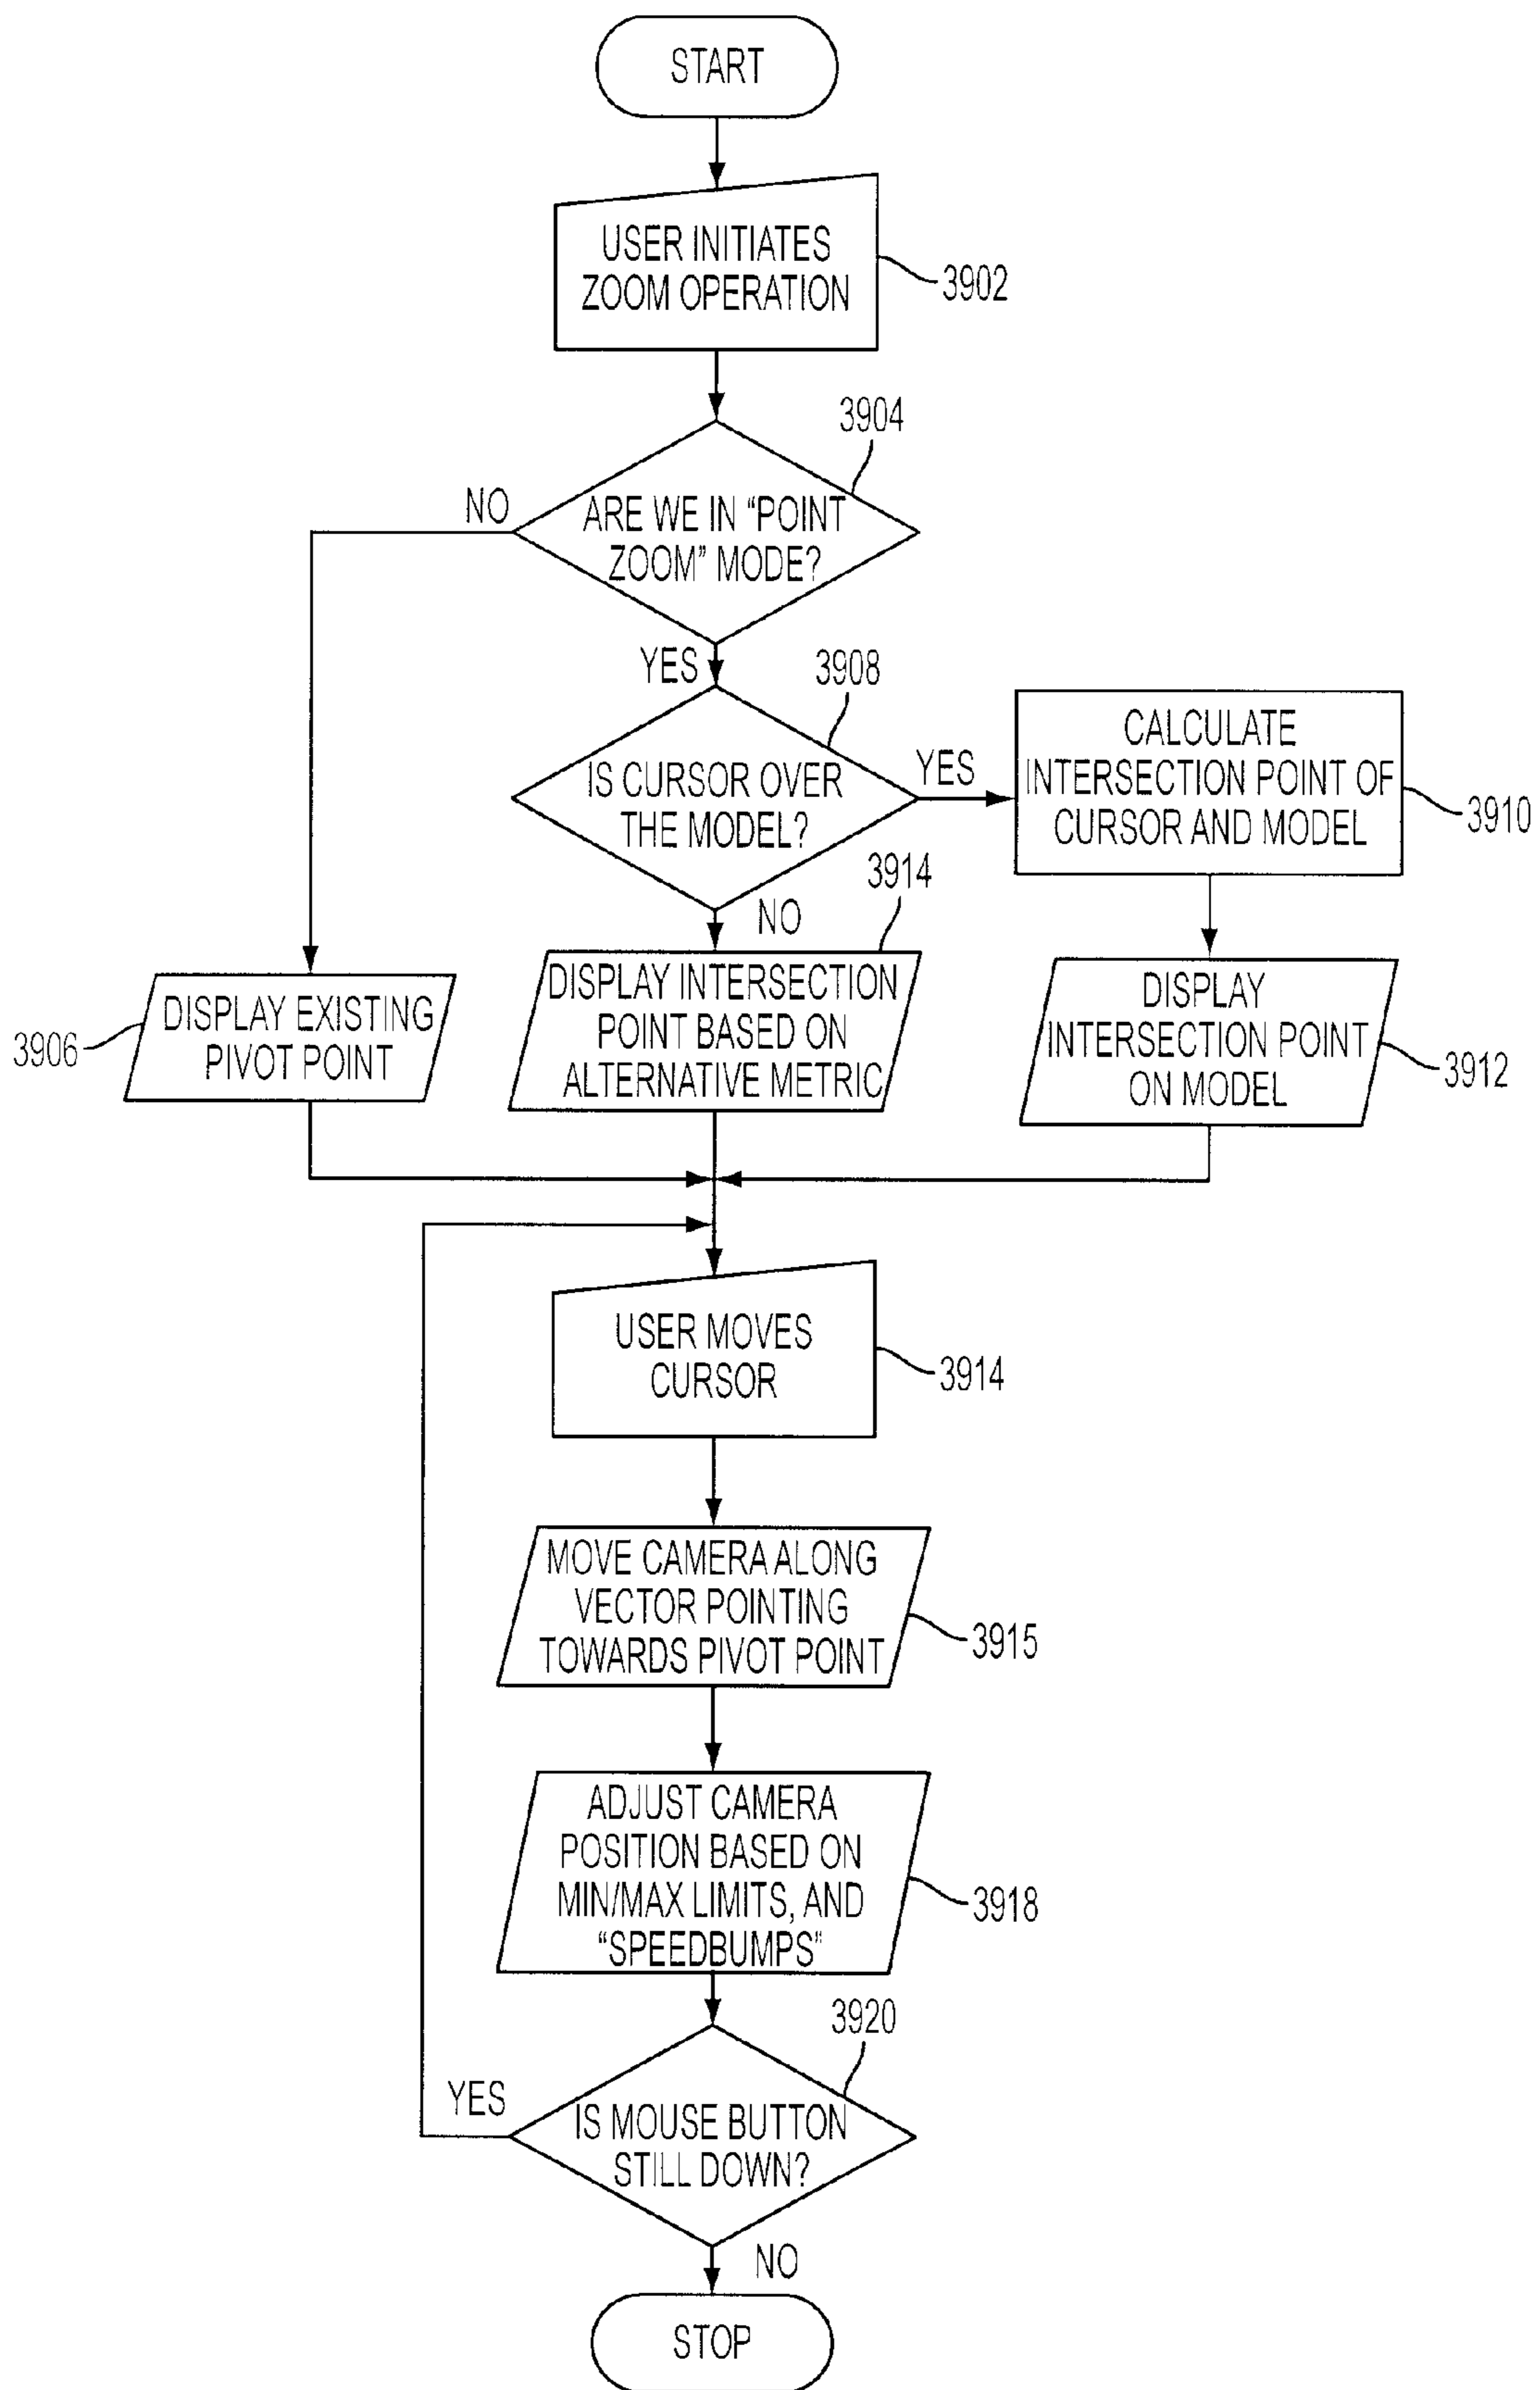 START
USER INITIATES
ZOOM OPERATION
3902
3904
NO
ARE WE IN “POINT
ZOOM” MODE?
YES
3908
IS CURSOR OVER
THE MODEL?
YES
CALCULATE
INTERSECTION POINT OF
CURSOR AND MODEL
3910
NO
3914
DISPLAY EXISTING
PIVOT POINT
3906
DISPLAY INTERSECTION
POINT BASED ON
ALTERNATIVE METRIC
DISPLAY
INTERSECTION POINT
ON MODEL
3912
USER MOVES
CURSOR
3914
MOVE CAMERA ALONG
VECTOR POINTING
TOWARDS PIVOT POINT
3915
ADJUST CAMERA
POSITION BASED ON
MIN/MAX LIMITS, AND
“SPEEDBUMPS”
3918
3920
YES
IS MOUSE BUTTON
STILL DOWN?
NO
STOP